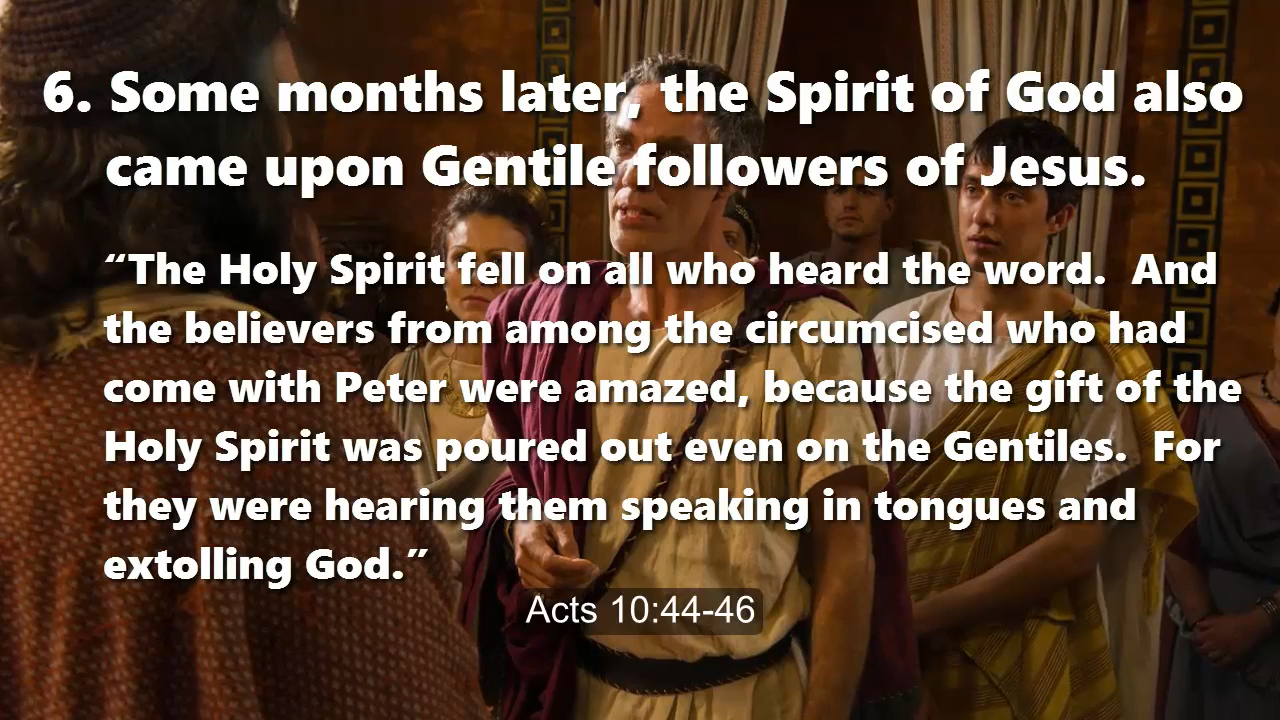 6. Some months later, the Spirit of God also
came upon Gentile followers of Jesus.
“The Holy Spirit fell on all who heard the word.  And
the believers from among the circumcised who had
come with Peter were amazed, because the gift of the
Holy Spirit was poured out even on the Gentiles.  For
they were hearing them speaking in tongues and
extolling God.”
Acts 10:44-46